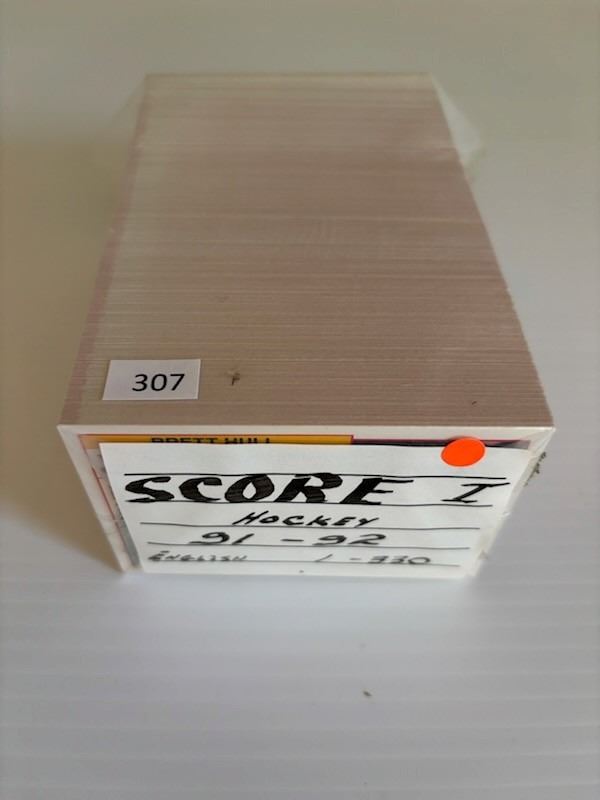 307
BRETT HULL
SCORE I
HOCKEY
91 - 92
ENGLISH 1 - 330